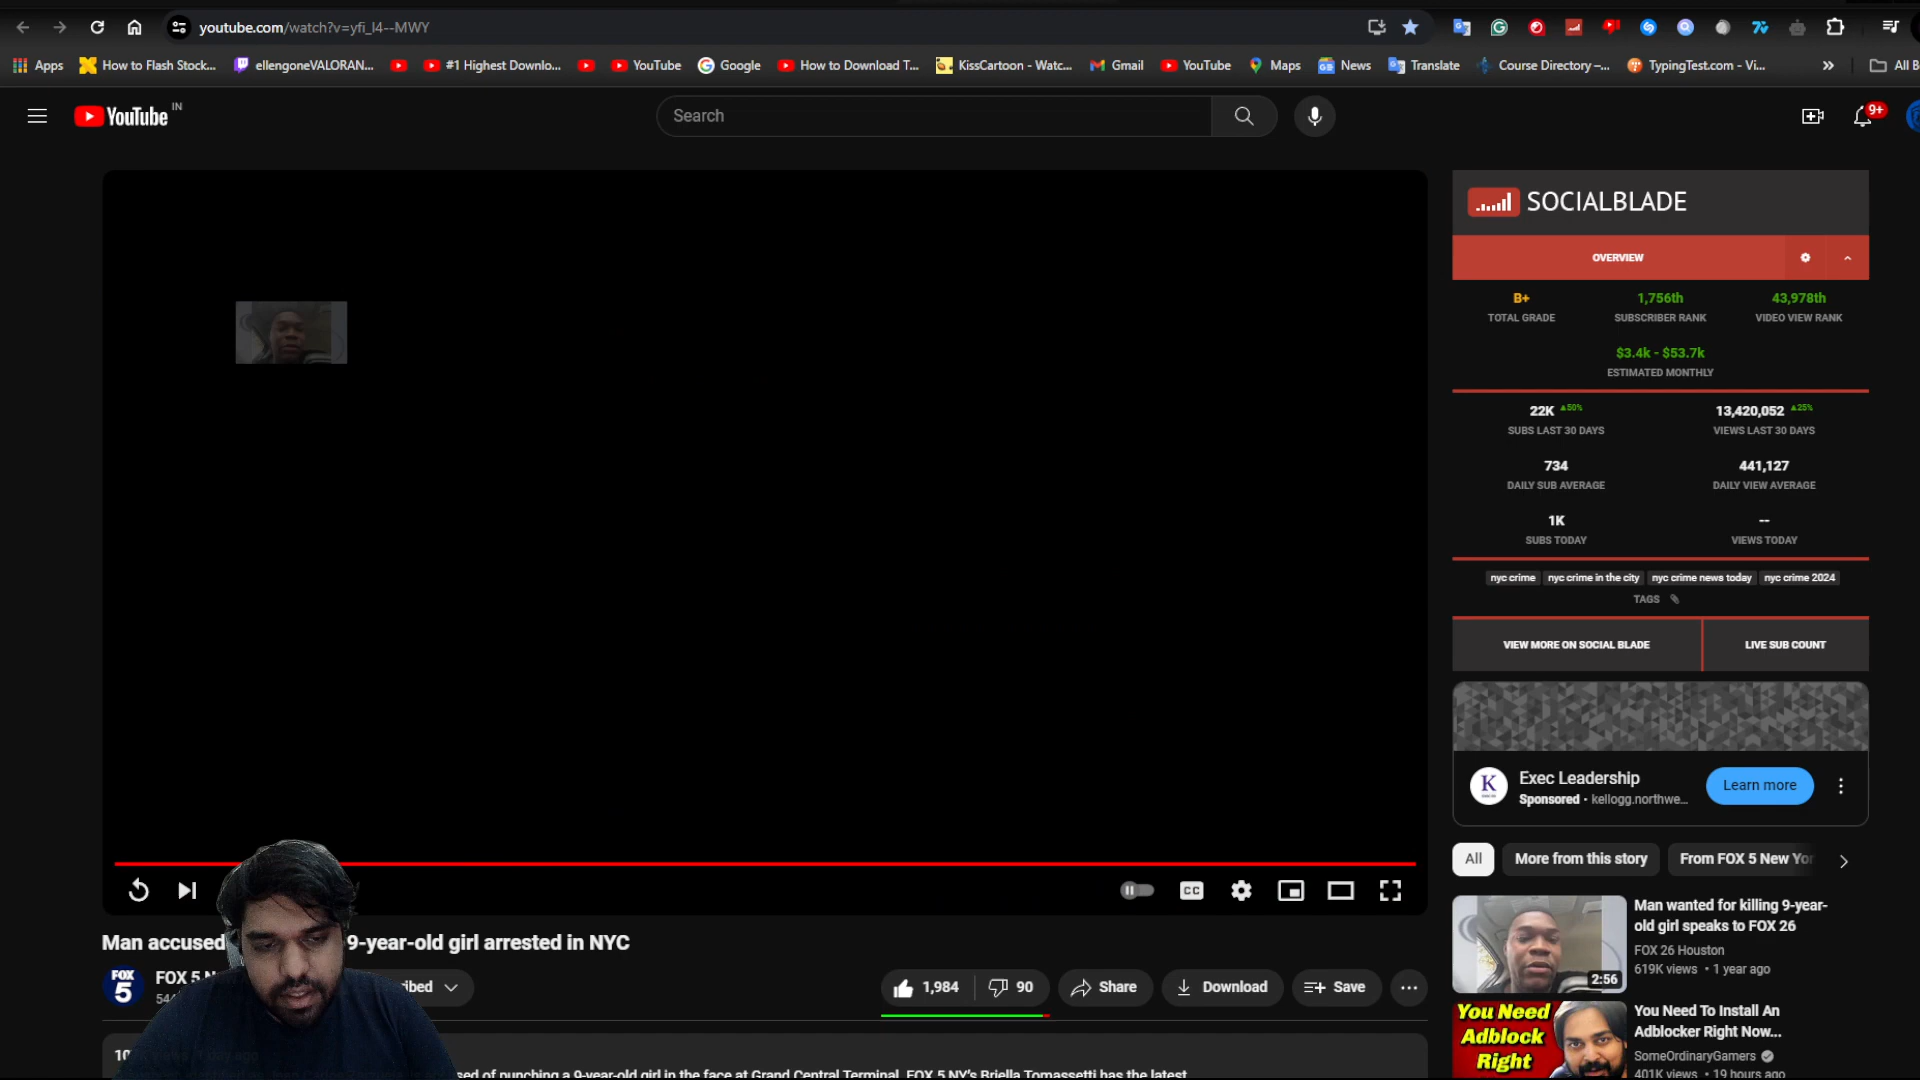 youtube.com/watch?v=yfi_l4--MWY
Apps How to Flash Stock... ellengoneVALORAN... #1 Highest Downlo... YouTube Google How to Download T... KissCartoon - Watc... Gmail YouTube Maps News Translate Course Directory –... TypingTest.com - Vi... » All B
YouTube IN
Search
9+
SOCIALBLADE
OVERVIEW
B+ 1,756th 43,978th
TOTAL GRADE SUBSCRIBER RANK VIDEO VIEW RANK
$3.4k - $53.7k
ESTIMATED MONTHLY
22K ▲50% 13,420,052 ▲25%
SUBS LAST 30 DAYS VIEWS LAST 30 DAYS
734 441,127
DAILY SUB AVERAGE DAILY VIEW AVERAGE
1K --
SUBS TODAY VIEWS TODAY
nyc crime nyc crime in the city nyc crime news today nyc crime 2024
TAGS
VIEW MORE ON SOCIAL BLADE LIVE SUB COUNT
K Exec Leadership
Sponsored • kellogg.northwe...
Learn more
All More from this story From FOX 5 New Yor
CC
Man accused 9-year-old girl arrested in NYC
FOX 5
FOX 5
1,984 90 Share Download Save
sed of punching a 9-year-old girl in the face at Grand Central Terminal. FOX 5 NY's Briella Tomassetti has the latest
2:56
Man wanted for killing 9-year-
old girl speaks to FOX 26
FOX 26 Houston
619K views • 1 year ago
You Need
Adblock
Right
You Need To Install An
Adblocker Right Now...
SomeOrdinaryGamers
401K views • 19 hours ago